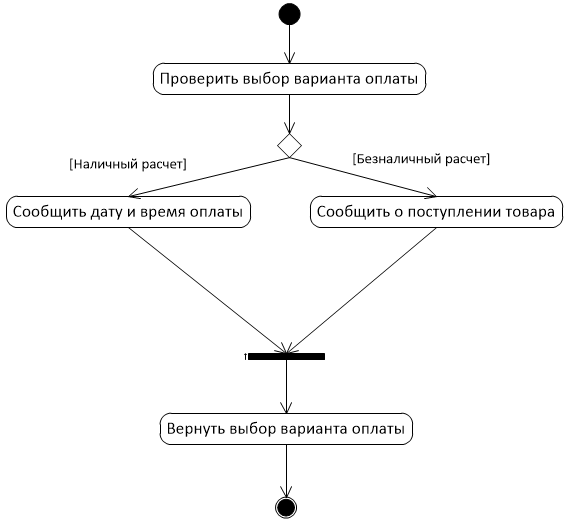 Проверить выбор варианта оплаты
[Наличный расчет]
[Безналичный расчет]
Сообщить дату и время оплаты
Сообщить о поступлении товара
Вернуть выбор варианта оплаты